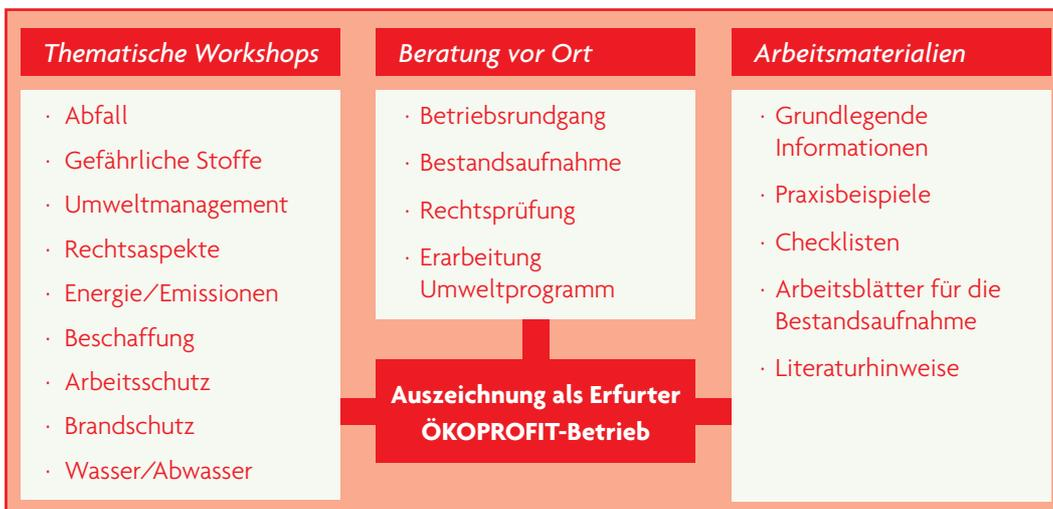 Thematische Workshops
· Abfall
· Gefährliche Stoffe
· Umweltmanagement
· Rechtsaspekte
· Energie/Emissionen
· Beschaffung
· Arbeitsschutz
· Brandschutz
· Wasser/Abwasser
Beratung vor Ort
· Betriebsrundgang
· Bestandsaufnahme
· Rechtsprüfung
· Erarbeitung
Umweltprogramm
Auszeichnung als Erfurter
ÖKOPROFIT-Betrieb
Arbeitsmaterialien
· Grundlegende
Informationen
· Praxisbeispiele
· Checklisten
· Arbeitsblätter für die
Bestandsaufnahme
· Literaturhinweise